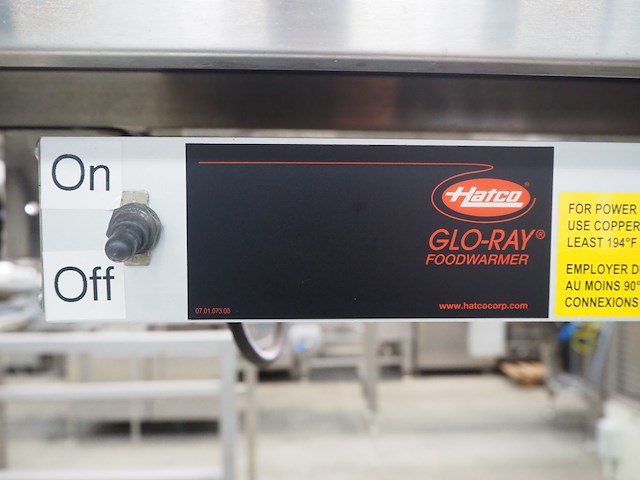 On
Off
Hatco®
GLO-RAY®
FOODWARMER
www.hatcocorp.com
07.01.073.00
FOR POWER
USE COPPER
LEAST 194°F
EMPLOYER D
AU MOINS 90°
CONNEXIONS